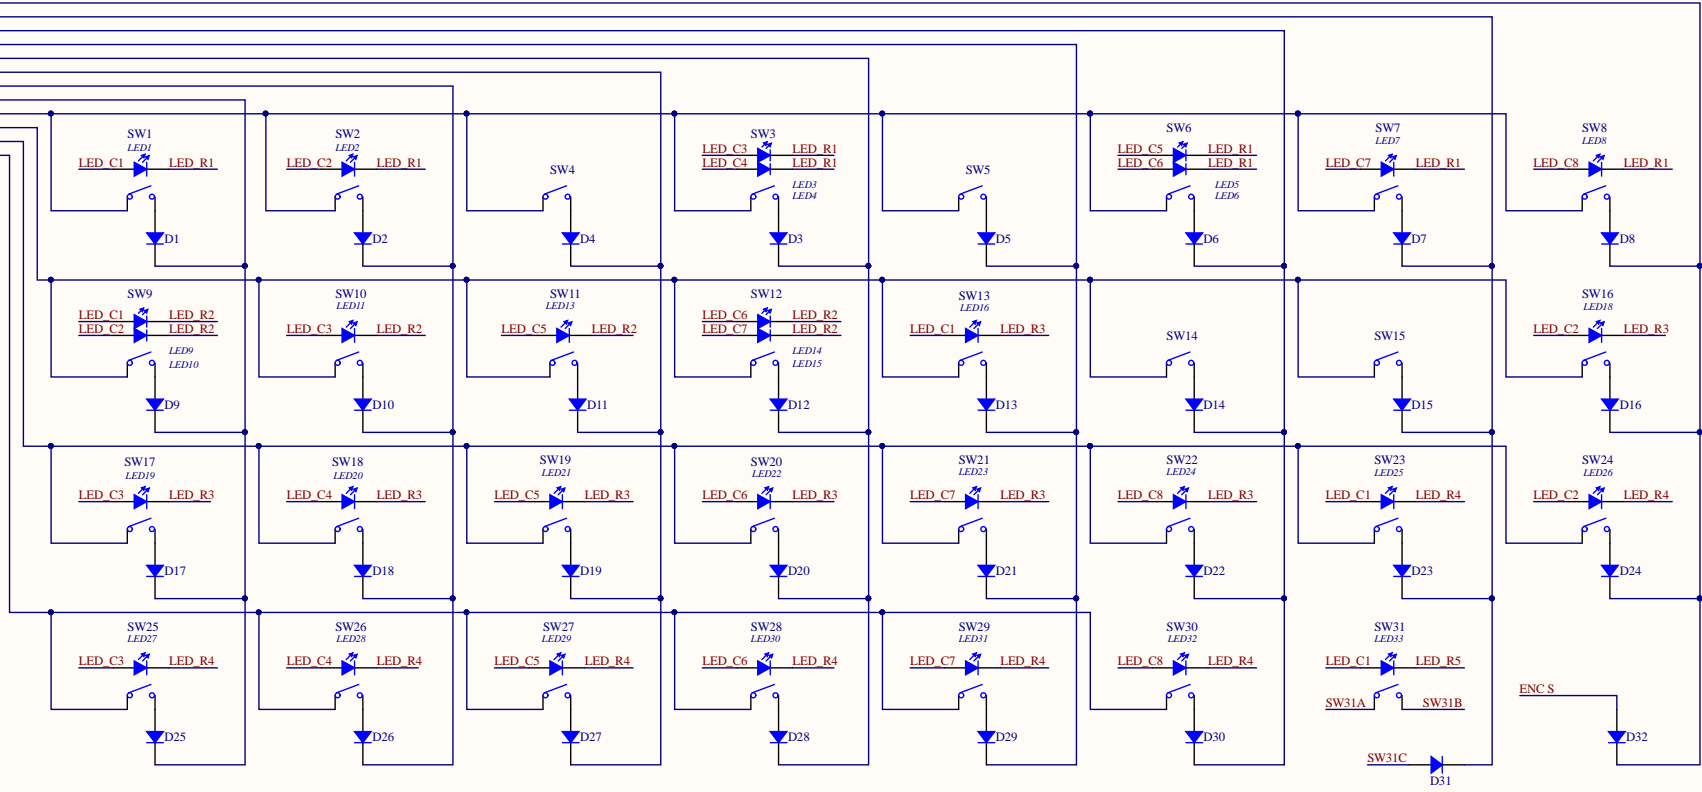 SW1 SW2 SW3 SW6 SW7 SW8
LED1 LED2 LED7 LED8
LED_C3 LED_R1 LED_C5 LED_R1
LED_C1 LED_R1 LED_C2 LED_R1 LED_C4 LED_R1 LED_C6 LED_R1 LED_C7 LED_R1 LED_C8 LED_R1
SW4 SW5
LED3 LED5
LED4 LED6
D1 D2 D4 D3 D5 D6 D7 D8
SW9 SW10 SW11 SW12 SW13 SW16
LED11 LED13 LED16 LED18
LED_C1 LED_R2 LED_C6 LED_R2
LED_C2 LED_R2 LED_C3 LED_R2 LED_C5 LED_R2 LED_C7 LED_R2 LED_C1 LED_R3 LED_C2 LED_R3
SW14 SW15
LED9 LED14
LED10 LED15
D9 D10 D11 D12 D13 D14 D15 D16
SW17 SW18 SW19 SW20 SW21 SW22 SW23 SW24
LED19 LED20 LED21 LED22 LED23 LED24 LED25 LED26
LED_C3 LED_R3 LED_C4 LED_R3 LED_C5 LED_R3 LED_C6 LED_R3 LED_C7 LED_R3 LED_C8 LED_R3 LED_C1 LED_R4 LED_C2 LED_R4
D17 D18 D19 D20 D21 D22 D23 D24
SW25 SW26 SW27 SW28 SW29 SW30 SW31
LED27 LED28 LED29 LED30 LED31 LED32 LED33
LED_C3 LED_R4 LED_C4 LED_R4 LED_C5 LED_R4 LED_C6 LED_R4 LED_C7 LED_R4 LED_C8 LED_R4 LED_C1 LED_R5
ENC S
SW31A SW31B
D25 D26 D27 D28 D29 D30 D32
SW31C
D31